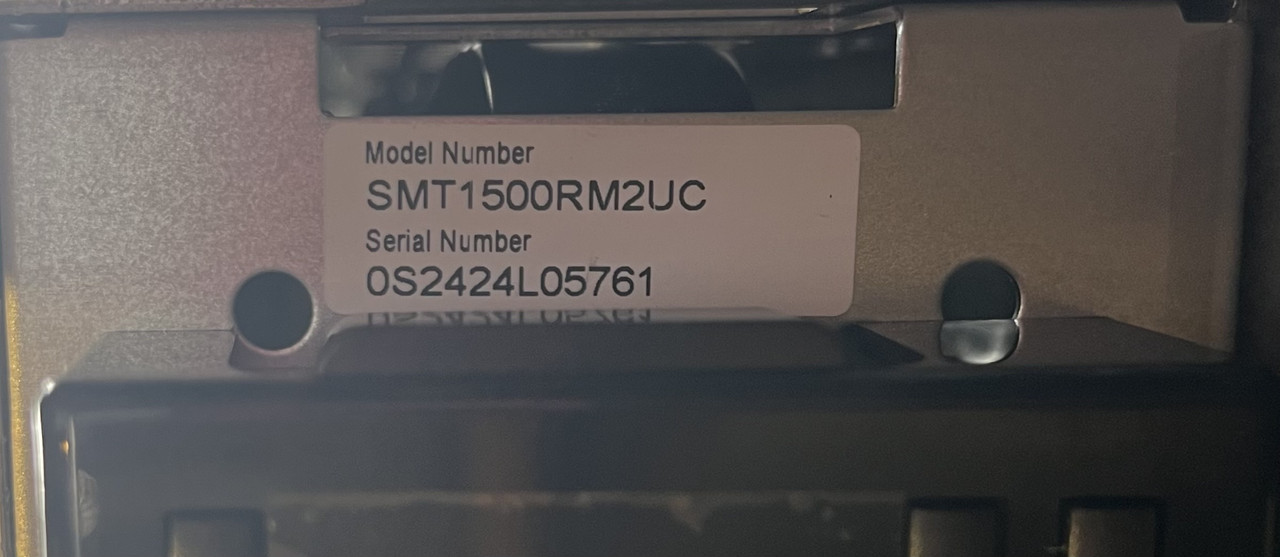 Model Number
SMT1500RM2UC
Serial Number
0S2424L05761